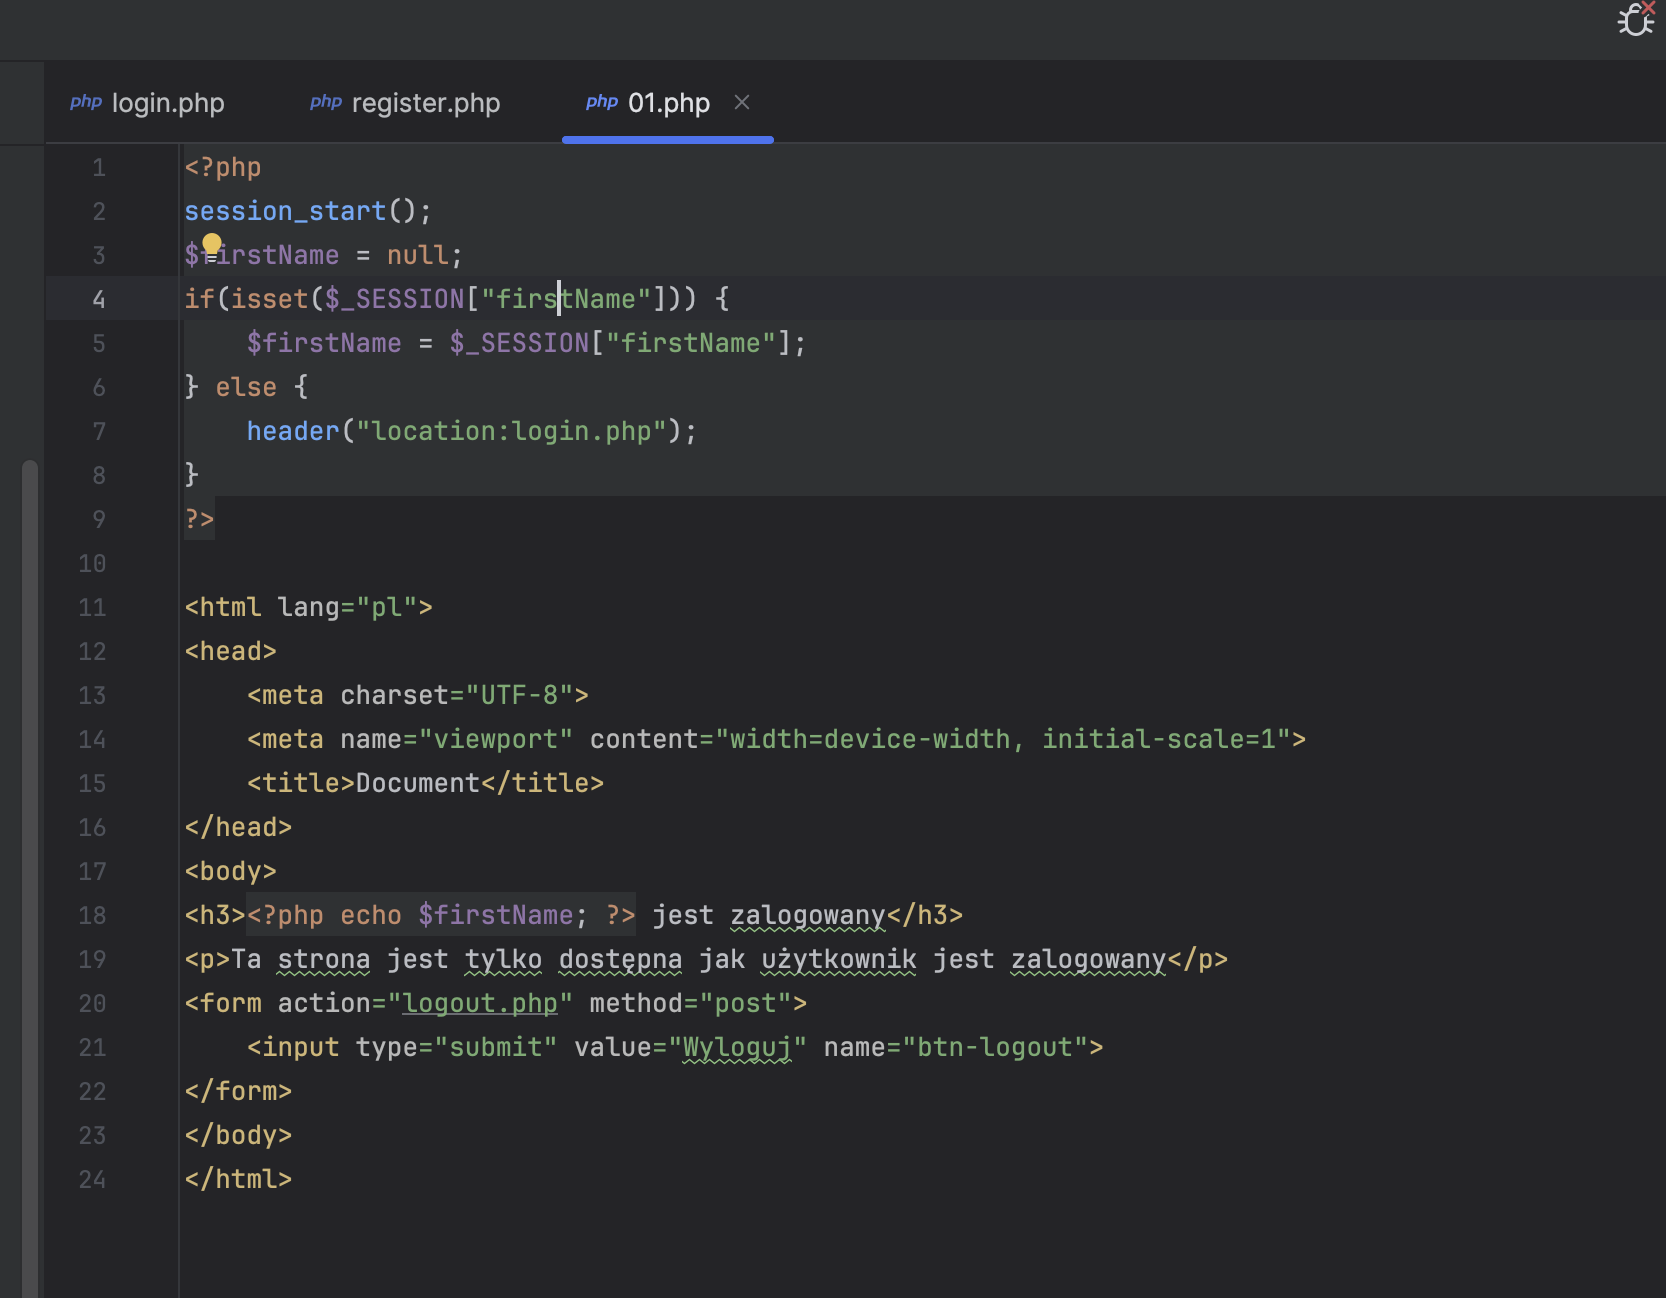 php login.php php register.php php 01.php
1 <?php
2 session_start();
3 $firstName = null;
4 if(isset($_SESSION["firstName"])) {
5     $firstName = $_SESSION["firstName"];
6 } else {
7     header("location:login.php");
8 }
9 ?>
10
11 <html lang="pl">
12 <head>
13     <meta charset="UTF-8">
14     <meta name="viewport" content="width=device-width, initial-scale=1">
15     <title>Document</title>
16 </head>
17 <body>
18 <h3><?php echo $firstName; ?> jest zalogowany</h3>
19 <p>Ta strona jest tylko dostępna jak użytkownik jest zalogowany</p>
20 <form action="logout.php" method="post">
21     <input type="submit" value="Wyloguj" name="btn-logout">
22 </form>
23 </body>
24 </html>